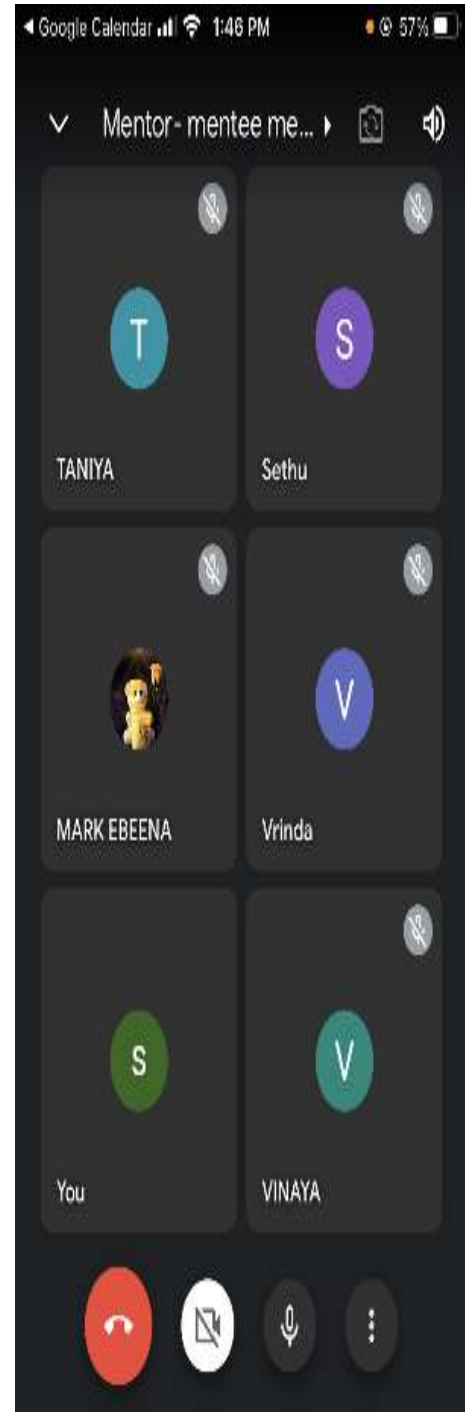 Google Calendar 1:46 PM 57%
Mentor- mentee me...
T S
TANIYA Sethu
V
MARK EBEENA Vrinda
S V
You VINAYA